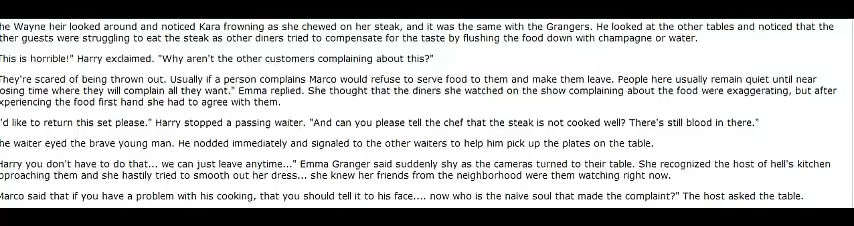 he Wayne heir looked around and noticed Kara frowning as she chewed on her steak, and it was the same with the Grangers. He looked at the other tables and noticed that the
ther guests were struggling to eat the steak as other diners tried to compensate for the taste by flushing the food down with champagne or water.
his is horrible!" Harry exclaimed. "Why aren't the other customers complaining about this?"
hey're scared of being thrown out. Usually if a person complains Marco would refuse to serve food to them and make them leave. People here usually remain quiet until near
osing time where they will complain all they want." Emma replied. She thought that the diners she watched on the show complaining about the food were exaggerating, but after
xperiencing the food first hand she had to agree with them.
'd like to return this set please." Harry stopped a passing waiter. "And can you please tell the chef that the steak is not cooked well? There's still blood in there."
he waiter eyed the brave young man. He nodded immediately and signaled to the other waiters to help him pick up the plates on the table.
Harry you don't have to do that... we can just leave anytime..." Emma Granger said suddenly shy as the cameras turned to their table. She recognized the host of hell's kitchen
pproaching them and she hastily tried to smooth out her dress... she knew her friends from the neighborhood were them watching right now.
Marco said that if you have a problem with his cooking, that you should tell it to his face.... now who is the naive soul that made the complaint?" The host asked the table.